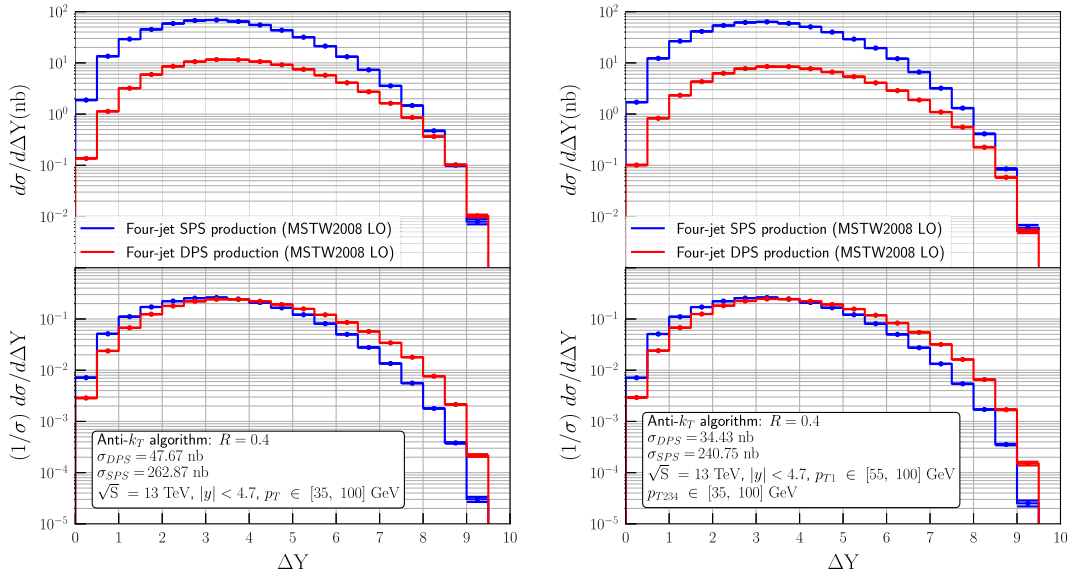 10² 10¹ 10⁰ 10⁻¹ 10⁻²
dσ/dΔY(nb)
Four-jet SPS production (MSTW2008 LO)
Four-jet DPS production (MSTW2008 LO)
10⁻¹ 10⁻² 10⁻³ 10⁻⁴ 10⁻⁵
(1/σ) dσ/dΔY
Anti-k_T algorithm: R = 0.4
σ_DPS = 47.67 nb
σ_SPS = 262.87 nb
√S = 13 TeV, |y| < 4.7, p_T ∈ [35, 100] GeV
0 1 2 3 4 5 6 7 8 9 10
ΔY
10² 10¹ 10⁰ 10⁻¹ 10⁻²
dσ/dΔY(nb)
Four-jet SPS production (MSTW2008 LO)
Four-jet DPS production (MSTW2008 LO)
10⁻¹ 10⁻² 10⁻³ 10⁻⁴ 10⁻⁵
(1/σ) dσ/dΔY
Anti-k_T algorithm: R = 0.4
σ_DPS = 34.43 nb
σ_SPS = 240.75 nb
√S = 13 TeV, |y| < 4.7, p_T1 ∈ [55, 100] GeV
p_T234 ∈ [35, 100] GeV
0 1 2 3 4 5 6 7 8 9 10
ΔY